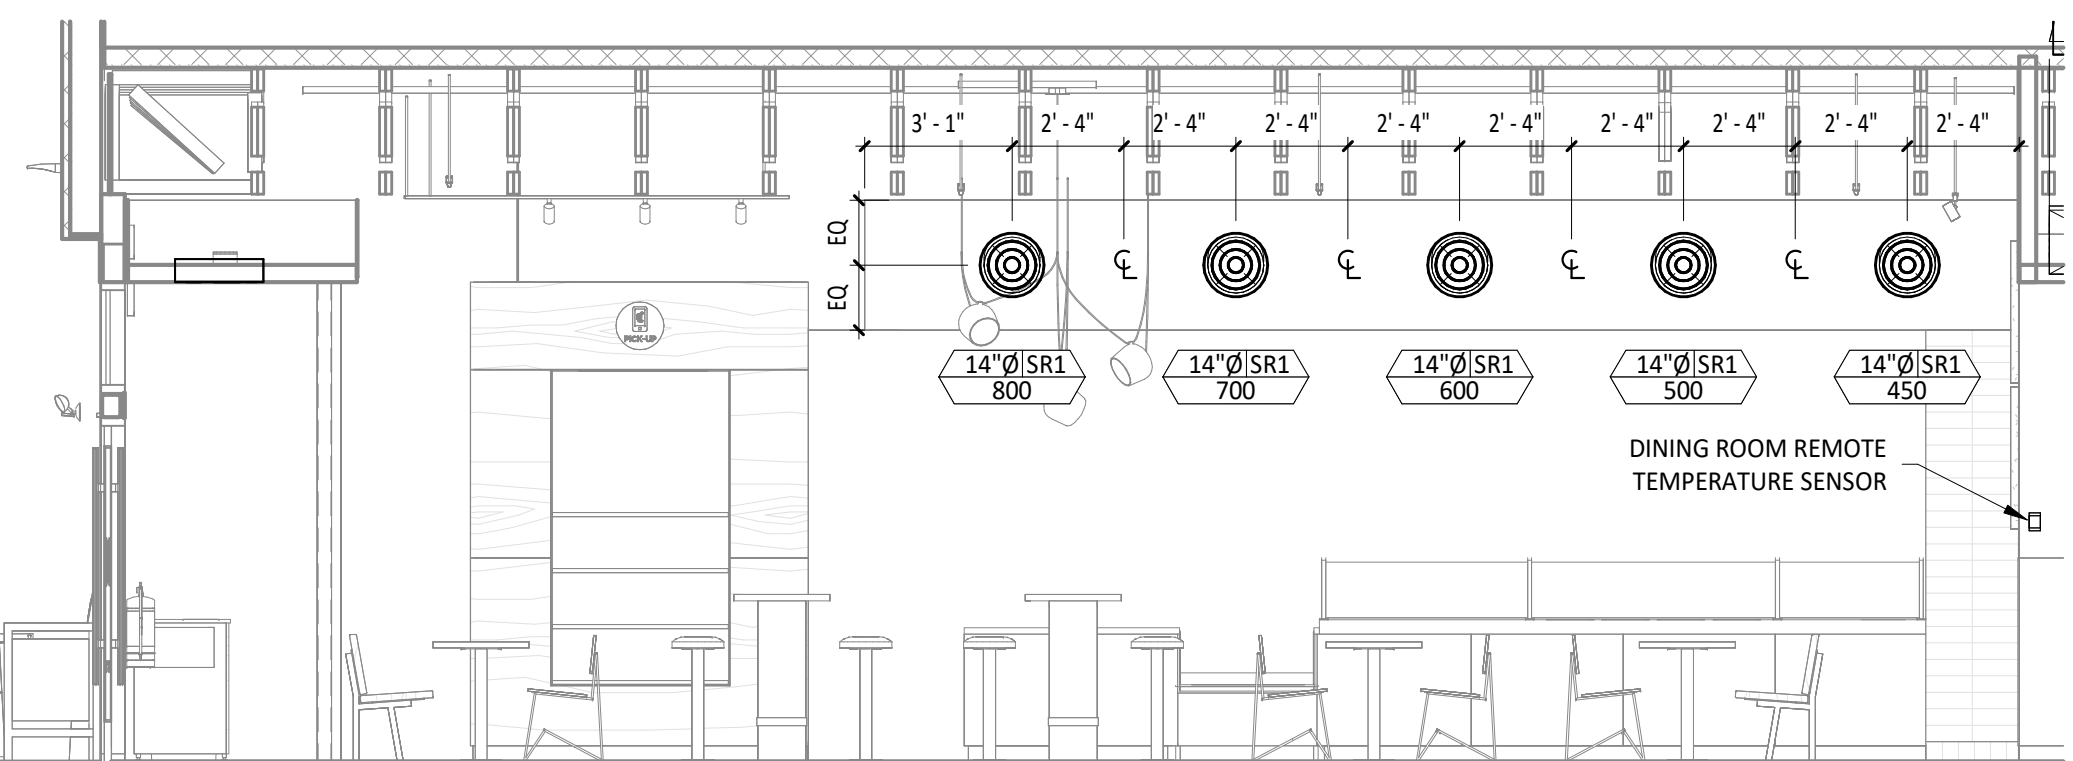 3' - 1" 2' - 4" 2' - 4" 2' - 4" 2' - 4" 2' - 4" 2' - 4" 2' - 4" 2' - 4" 2' - 4"
EQ
EQ
℄ ℄ ℄ ℄
PICK-UP
14"Ø SR1
800
14"Ø SR1
700
14"Ø SR1
600
14"Ø SR1
500
14"Ø SR1
450
DINING ROOM REMOTE
TEMPERATURE SENSOR